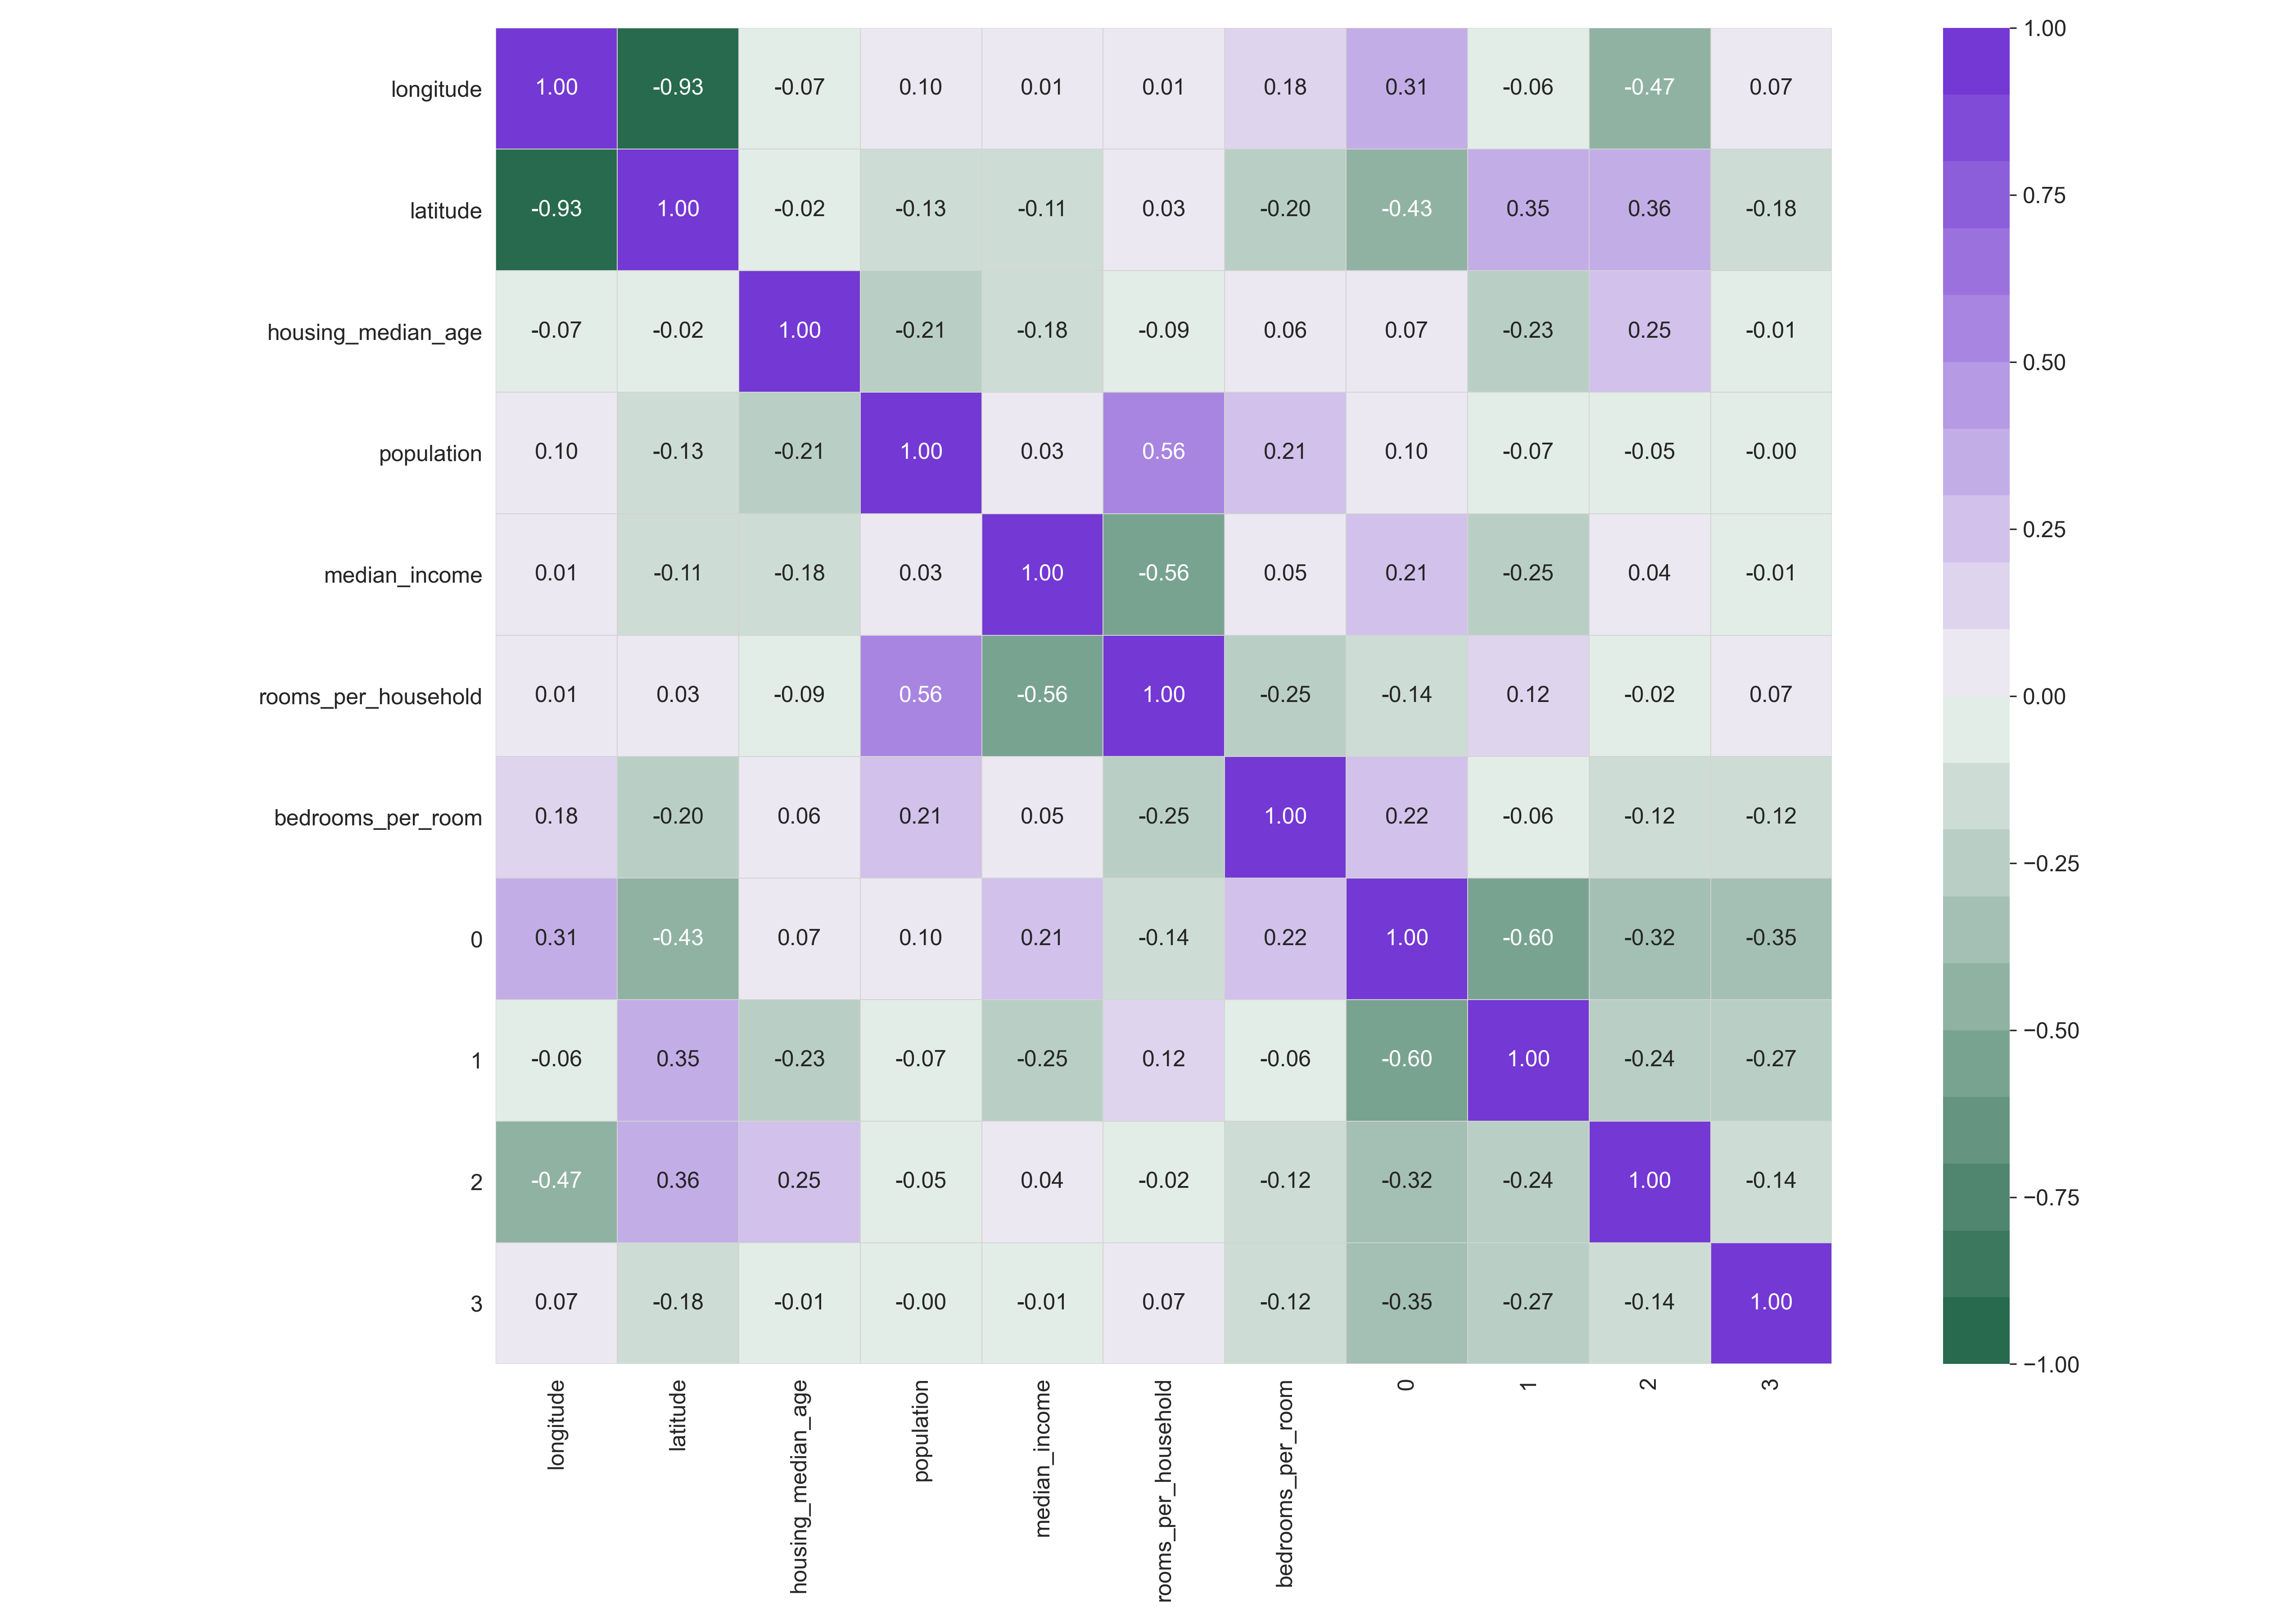 longitude 1.00 -0.93 -0.07 0.10 0.01 0.01 0.18 0.31 -0.06 -0.47 0.07
latitude -0.93 1.00 -0.02 -0.13 -0.11 0.03 -0.20 -0.43 0.35 0.36 -0.18
housing_median_age -0.07 -0.02 1.00 -0.21 -0.18 -0.09 0.06 0.07 -0.23 0.25 -0.01
population 0.10 -0.13 -0.21 1.00 0.03 0.56 0.21 0.10 -0.07 -0.05 -0.00
median_income 0.01 -0.11 -0.18 0.03 1.00 -0.56 0.05 0.21 -0.25 0.04 -0.01
rooms_per_household 0.01 0.03 -0.09 0.56 -0.56 1.00 -0.25 -0.14 0.12 -0.02 0.07
bedrooms_per_room 0.18 -0.20 0.06 0.21 0.05 -0.25 1.00 0.22 -0.06 -0.12 -0.12
0 0.31 -0.43 0.07 0.10 0.21 -0.14 0.22 1.00 -0.60 -0.32 -0.35
1 -0.06 0.35 -0.23 -0.07 -0.25 0.12 -0.06 -0.60 1.00 -0.24 -0.27
2 -0.47 0.36 0.25 -0.05 0.04 -0.02 -0.12 -0.32 -0.24 1.00 -0.14
3 0.07 -0.18 -0.01 -0.00 -0.01 0.07 -0.12 -0.35 -0.27 -0.14 1.00
longitude
latitude
housing_median_age
population
median_income
rooms_per_household
bedrooms_per_room
0
1
2
3
1.00
0.75
0.50
0.25
0.00
−0.25
−0.50
−0.75
−1.00